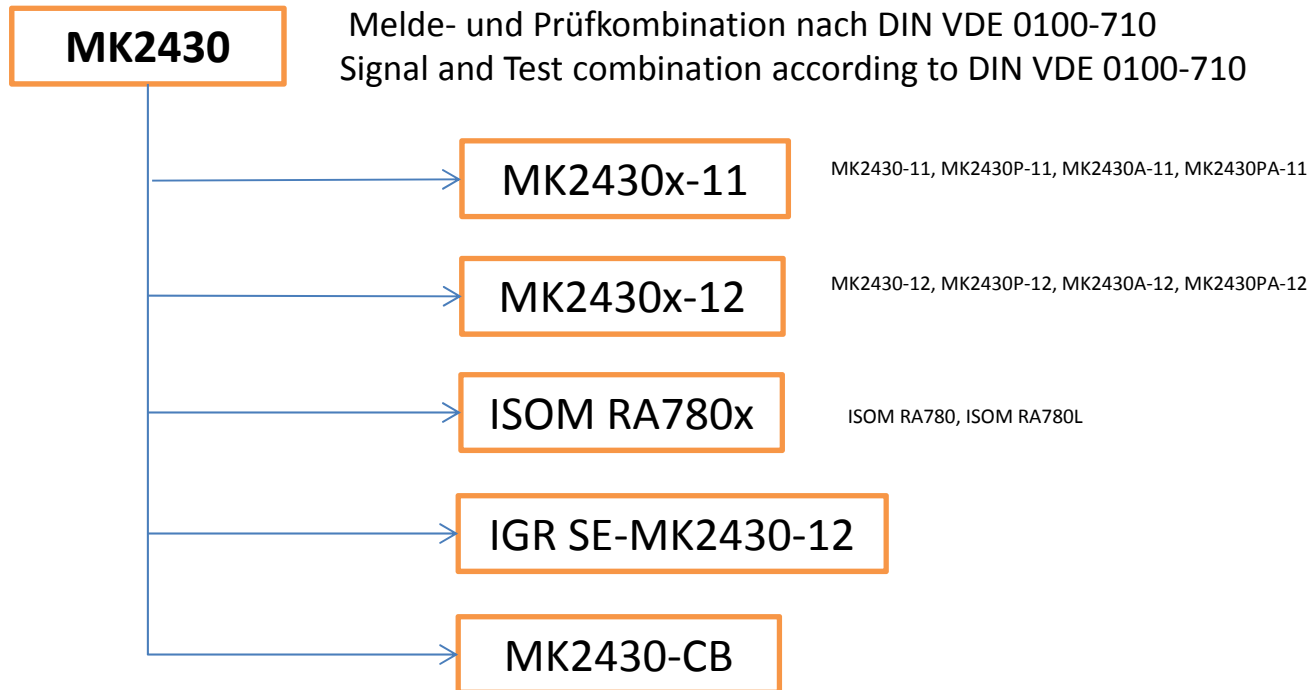 MK2430
Melde- und Prüfkombination nach DIN VDE 0100-710
Signal and Test combination according to DIN VDE 0100-710
MK2430x-11
MK2430-11, MK2430P-11, MK2430A-11, MK2430PA-11
MK2430x-12
MK2430-12, MK2430P-12, MK2430A-12, MK2430PA-12
ISOM RA780x
ISOM RA780, ISOM RA780L
IGR SE-MK2430-12
MK2430-CB